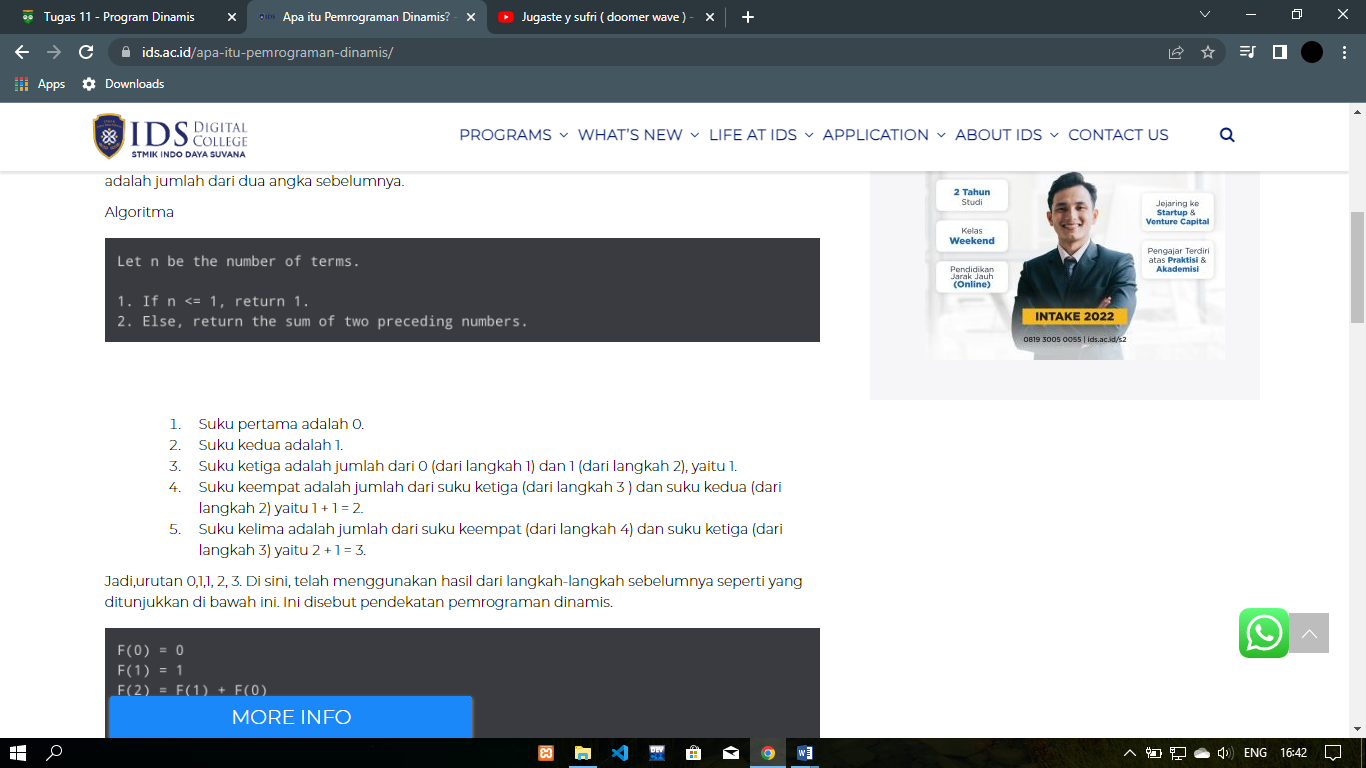 Tugas 11 - Program Dinamis
Apa itu Pemrograman Dinamis? -
Jugaste y sufri ( doomer wave ) -
ids.ac.id/apa-itu-pemrograman-dinamis/
Apps
Downloads
IDS DIGITAL COLLEGE
STMIK INDO DAYA SUVANA
PROGRAMS
WHAT'S NEW
LIFE AT IDS
APPLICATION
ABOUT IDS
CONTACT US
adalah jumlah dari dua angka sebelumnya.
Algoritma
Let n be the number of terms.
1. If n <= 1, return 1.
2. Else, return the sum of two preceding numbers.
2 Tahun
Studi
Kelas
Weekend
Pendidikan
Jarak Jauh
(Online)
Jejaring ke
Startup &
Venture Capital
Pengajar Terdiri
atas Praktisi &
Akademisi
INTAKE 2022
0819 3005 0055 | ids.ac.id/s2
1. Suku pertama adalah 0.
2. Suku kedua adalah 1.
3. Suku ketiga adalah jumlah dari 0 (dari langkah 1) dan 1 (dari langkah 2), yaitu 1.
4. Suku keempat adalah jumlah dari suku ketiga (dari langkah 3 ) dan suku kedua (dari
langkah 2) yaitu 1 + 1 = 2.
5. Suku kelima adalah jumlah dari suku keempat (dari langkah 4) dan suku ketiga (dari
langkah 3) yaitu 2 + 1 = 3.
Jadi,urutan 0,1,1, 2, 3. Di sini, telah menggunakan hasil dari langkah-langkah sebelumnya seperti yang
ditunjukkan di bawah ini. Ini disebut pendekatan pemrograman dinamis.
F(0) = 0
F(1) = 1
F(2) = F(1) + F(0)
MORE INFO
ENG
16:42